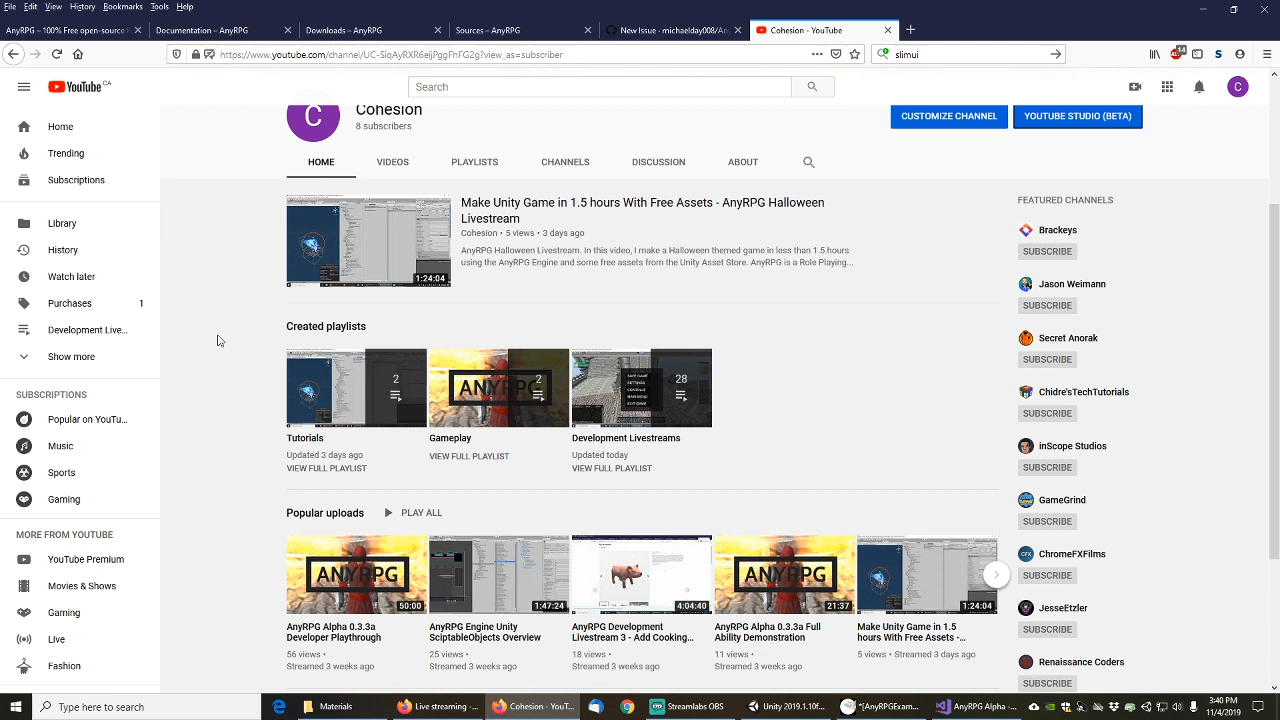 File Edit View History Bookmarks Tools Help
AnyRPG – 100% Free open-source T
Documentation – AnyRPG
Downloads – AnyRPG
Sources – AnyRPG
New Issue · michaelday008/Any
Cohesion - YouTube
https://www.youtube.com/channel/UC-SiqAyRXR6eijPggFhFG2g?view_as=subscriber
slimui
14
YouTube CA
Search
C
Home
Trending
Subscriptions
Library
History
Watch later
Purchases 1
Development Live...
Show more
SUBSCRIPTIONS
Popular on YouTu...
Music
Sports
Gaming
MORE FROM YOUTUBE
YouTube Premium
Movies & Shows
Gaming
Live
Fashion
C
Cohesion
8 subscribers
CUSTOMIZE CHANNEL
YOUTUBE STUDIO (BETA)
HOME VIDEOS PLAYLISTS CHANNELS DISCUSSION ABOUT
1:24:04
Make Unity Game in 1.5 hours With Free Assets - AnyRPG Halloween
Livestream
Cohesion • 5 views • 3 days ago
AnyRPG Halloween Livestream. In this video, I make a Halloween themed game in less than 1.5 hours
using the AnyRPG Engine and some free assets from the Unity Asset Store. AnyRPG is a Role Playing...
Created playlists
2
ANYRPG
2
28
Tutorials
Updated 3 days ago
VIEW FULL PLAYLIST
Gameplay
VIEW FULL PLAYLIST
Development Livestreams
Updated today
VIEW FULL PLAYLIST
Popular uploads
PLAY ALL
ANYRPG
50:00
1:47:24
4:04:40
ANYRPG
21:37
1:24:04
AnyRPG Alpha 0.3.3a
Developer Playthrough
56 views •
Streamed 3 weeks ago
AnyRPG Engine Unity
SciptableObjects Overview
25 views •
Streamed 3 weeks ago
AnyRPG Development
Livestream 3 - Add Cooking...
18 views •
Streamed 3 weeks ago
AnyRPG Alpha 0.3.3a Full
Ability Demonstration
11 views •
Streamed 3 weeks ago
Make Unity Game in 1.5
hours With Free Assets -...
5 views • Streamed 3 days ago
FEATURED CHANNELS
Brackeys
SUBSCRIBE
Jason Weimann
SUBSCRIBE
Secret Anorak
SUBSCRIBE
Chidre'sTechTutorials
SUBSCRIBE
inScope Studios
SUBSCRIBE
GameGrind
SUBSCRIBE
CFX
ChromeFXFilms
SUBSCRIBE
JesseEtzler
SUBSCRIBE
Renaissance Coders
SUBSCRIBE
Type here to search
Materials
Live streaming -...
Cohesion - YouT...
Streamlabs OBS
Unity 2019.1.10f...
*[AnyRPGExam...
AnyRPG Alpha -...
3:40 PM
11/4/2019